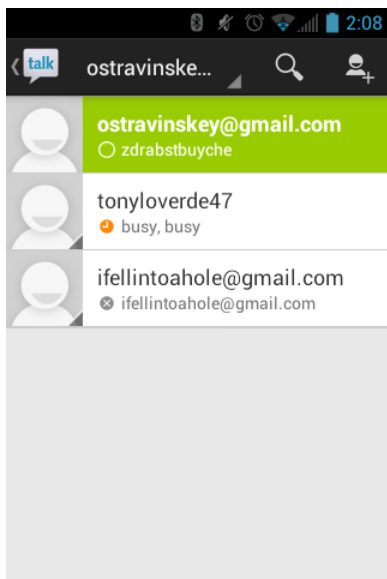 2:08
talk
ostravinske...
ostravinskey@gmail.com
zdrabstbuyche
tonyloverde47
busy, busy
ifellintoahole@gmail.com
ifellintoahole@gmail.com